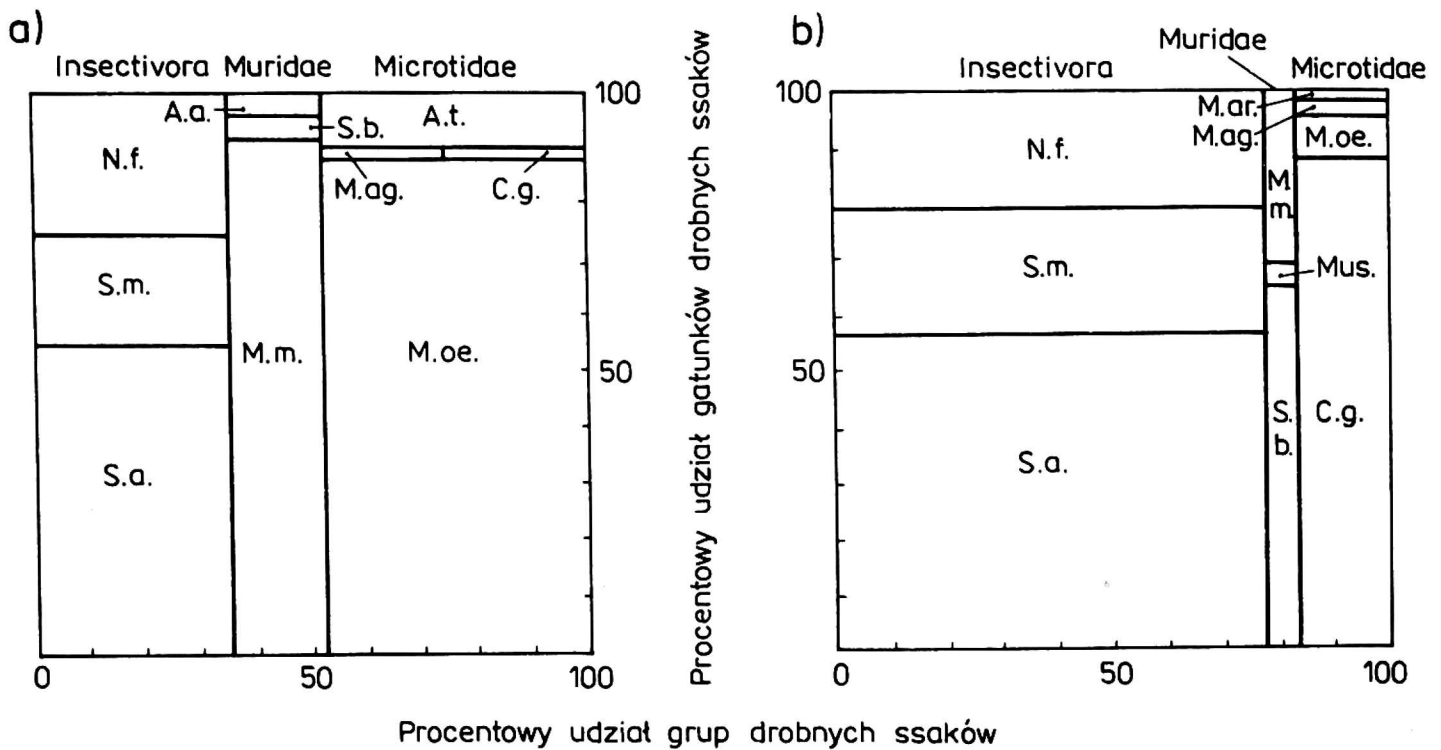 a)
Insectivora Muridae Microtidae
A.a.
S.b.
A.t.
N.f.
M.ag.
C.g.
S.m.
M.m.
M.oe.
S.a.
100
50
0 50 100
Procentowy udział gatunków drobnych ssaków
b)
Muridae
Insectivora Microtidae
100
M.ar.
M.ag.
M.oe.
N.f.
M.
m.
S.m.
Mus.
50
S.
b.
C.g.
S.a.
0 50 100
Procentowy udział grup drobnych ssaków